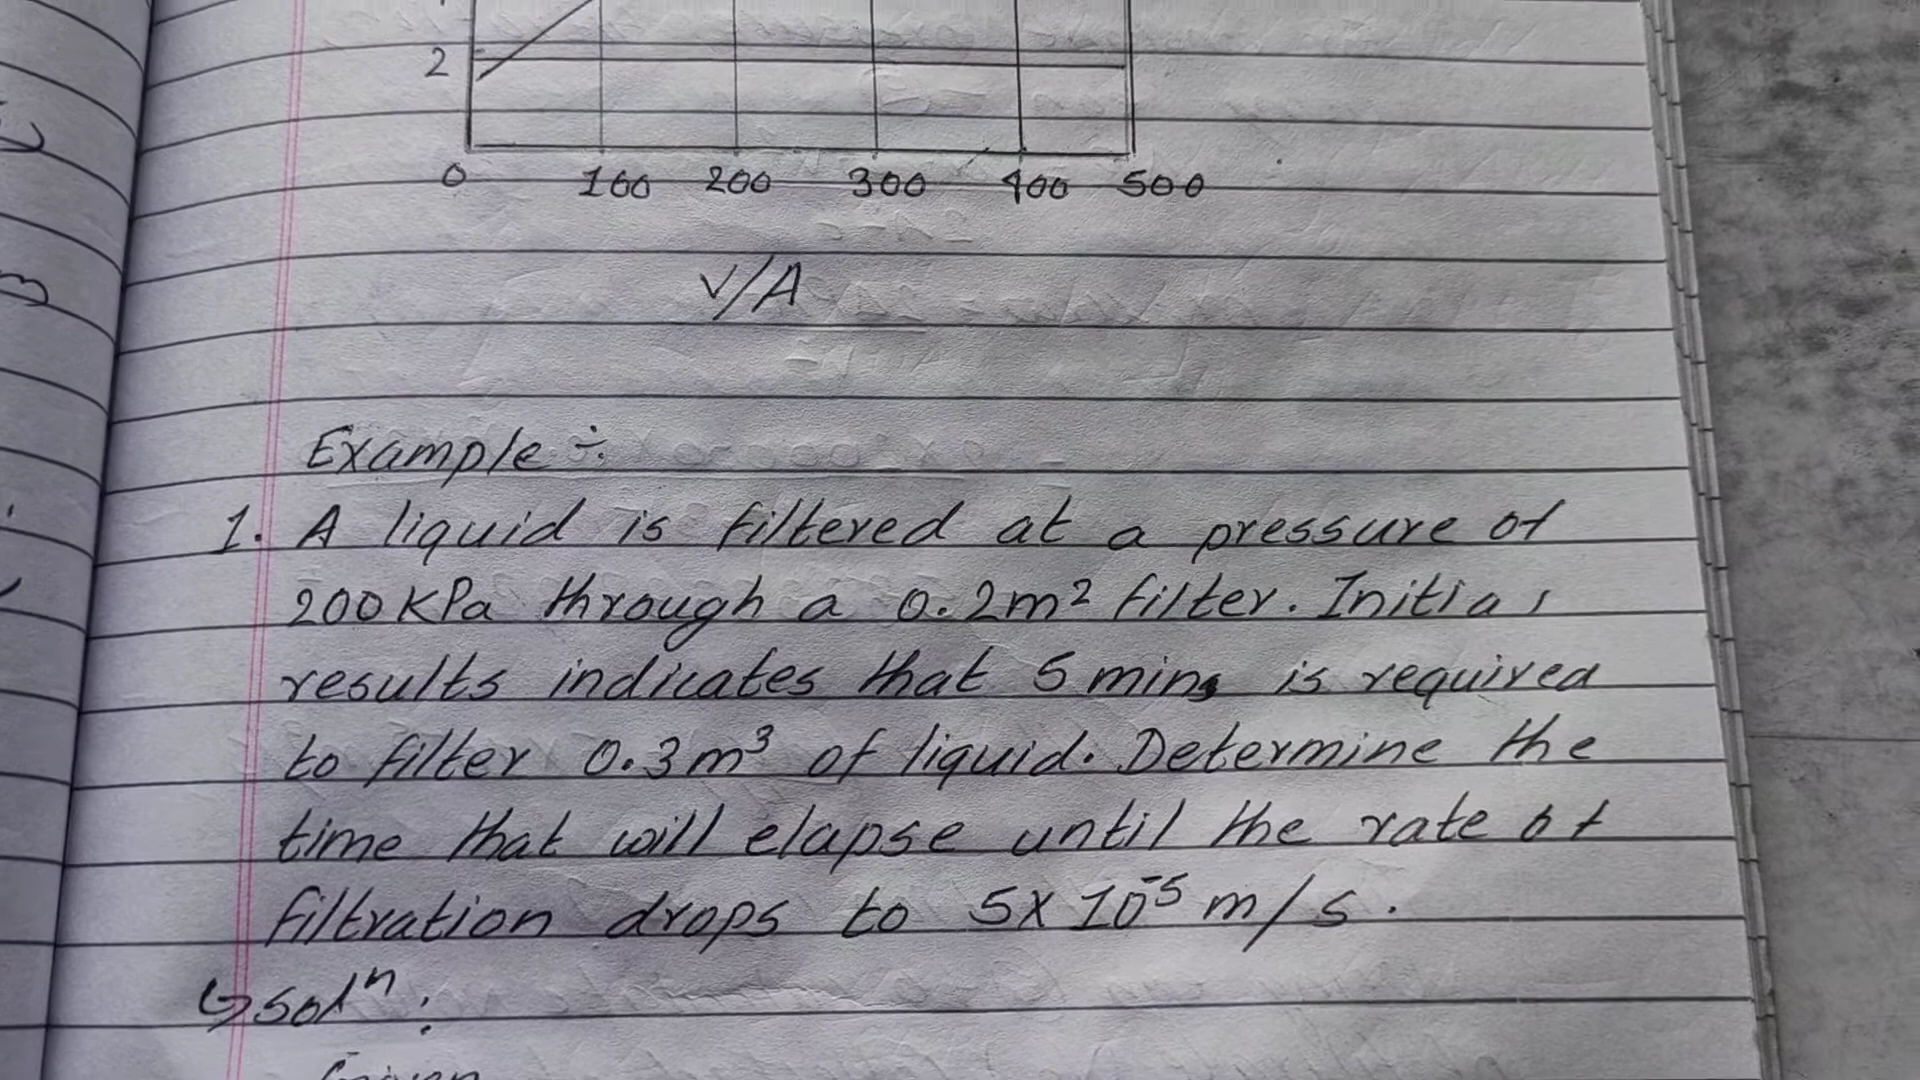 2
0 100 200 300 400 500
V/A
Example ÷
1. A liquid is filtered at a pressure of
200 KPa through a 0.2m² filter. Initial
results indicates that 5 mins is required
to filter 0.3m³ of liquid. Determine the
time that will elapse until the rate of
filtration drops to 5×10⁻⁵ m/s.
↳ solⁿ :